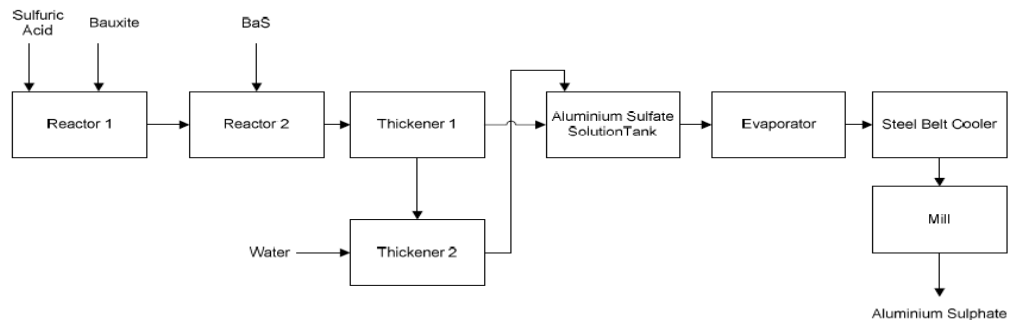 Sulfuric
Acid
Bauxite
BaS
Reactor 1
Reactor 2
Thickener 1
Aluminium Sulfate
SolutionTank
Evaporator
Steel Belt Cooler
Water
Thickener 2
Mill
Aluminium Sulphate